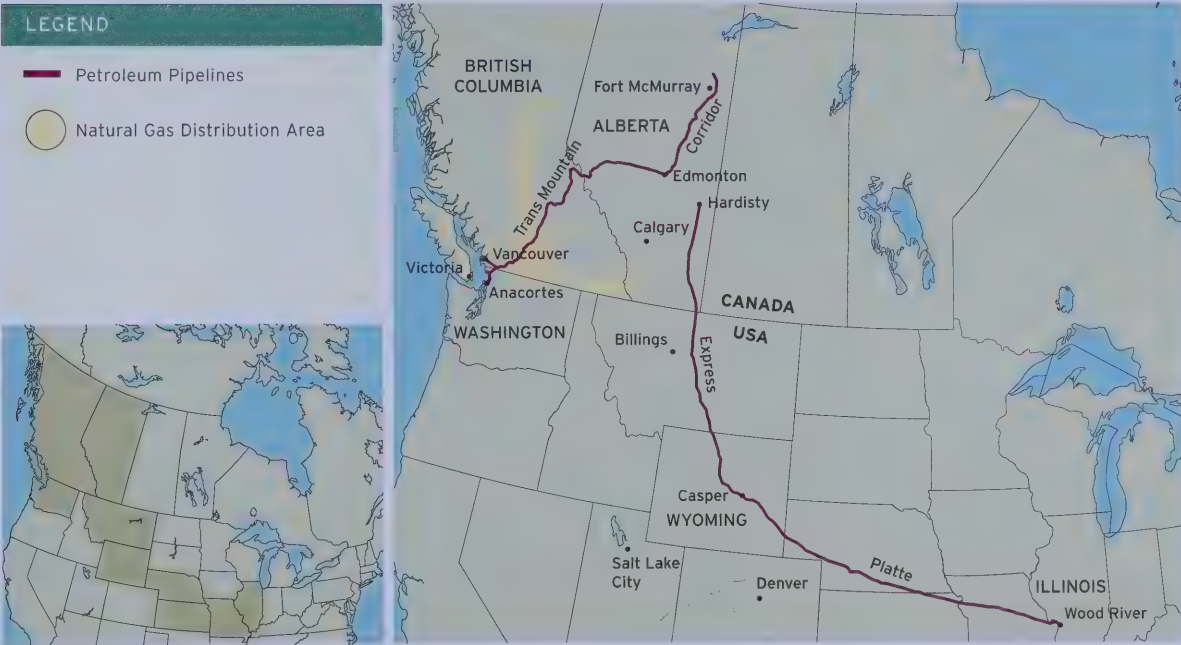 LEGEND
Petroleum Pipelines
Natural Gas Distribution Area
BRITISH
COLUMBIA
Fort McMurray
ALBERTA
Corridor
Trans Mountain
Edmonton
Hardisty
Calgary
Vancouver
Victoria
Anacortes
CANADA
WASHINGTON
USA
Billings
Express
Casper
WYOMING
Salt Lake
City
Platte
Denver
ILLINOIS
Wood River